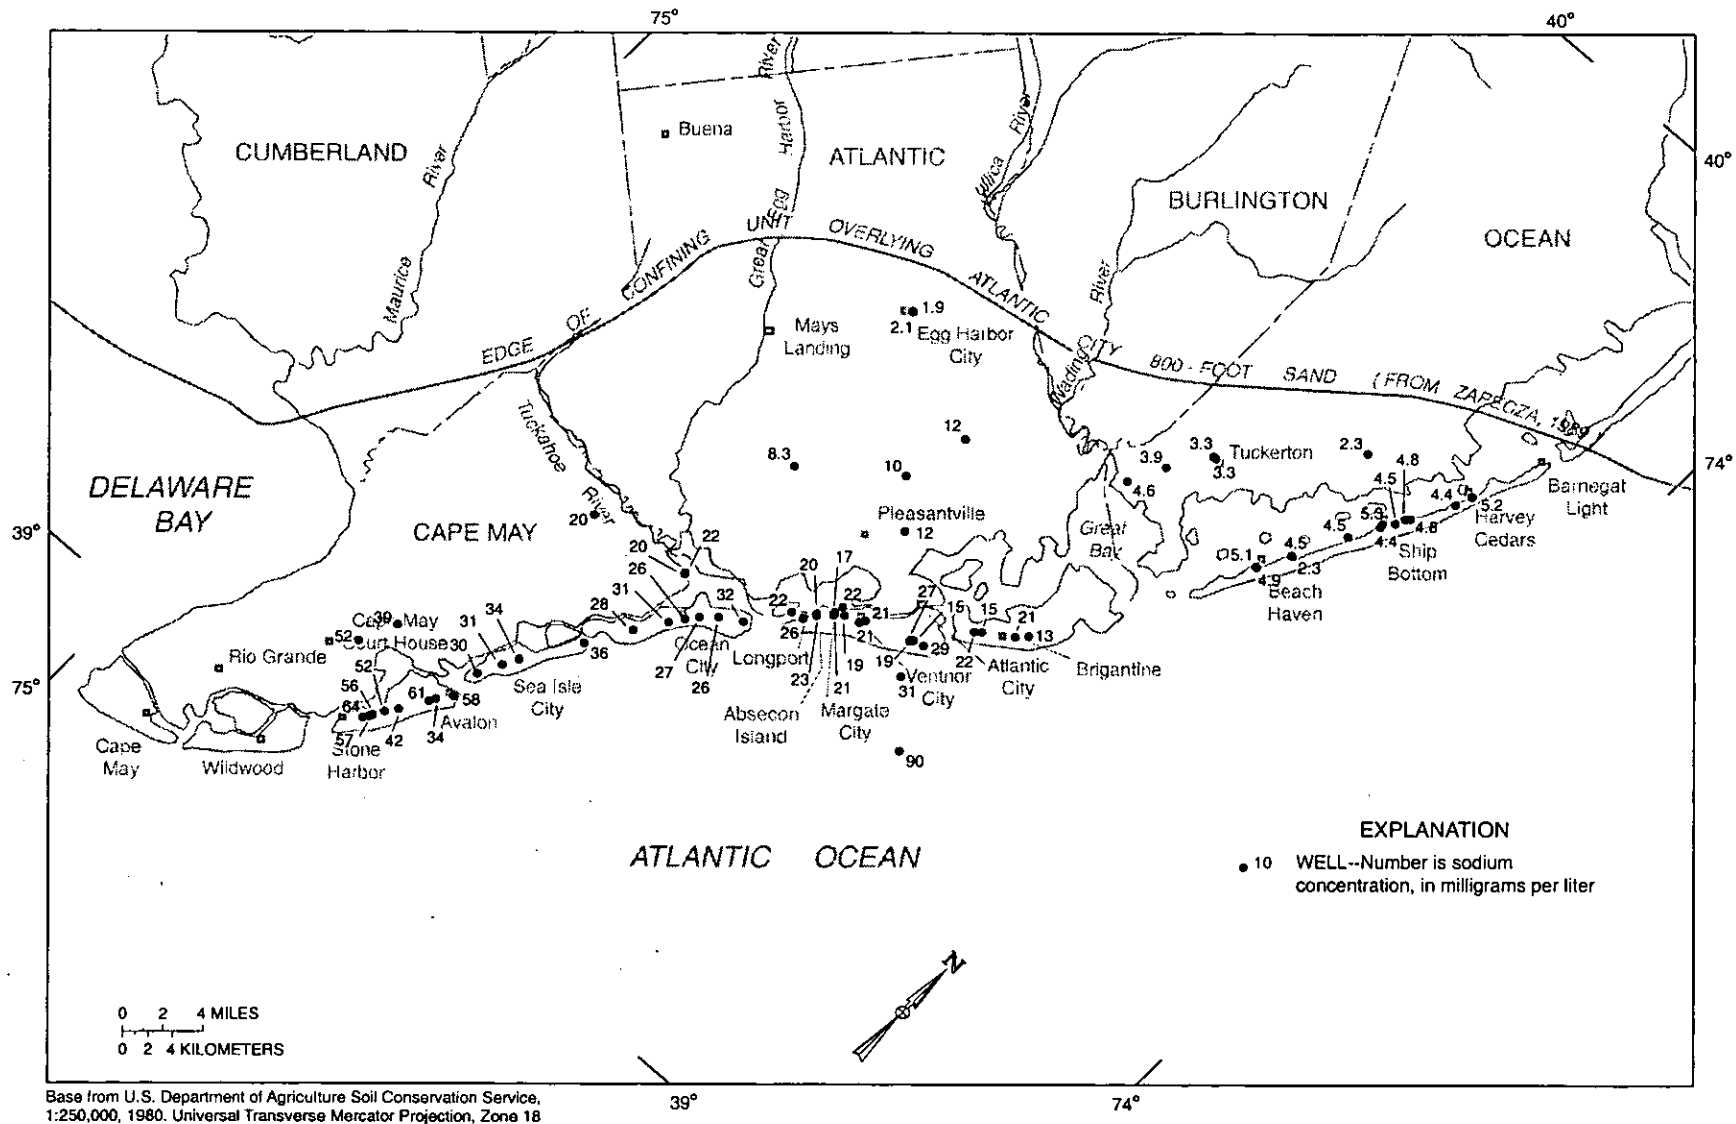 75°
40°
River
River
Buena
Harbor
CUMBERLAND
River
ATLANTIC
40°
Ulrica
BURLINGTON
Egg
OCEAN
EDGE OF CONFINING UNIT OVERLYING ATLANTIC CITY 800-FOOT SAND (FROM ZAPECZA, 1989
Great
Maurice
River
1.9
2.1
Egg Harbor
City
Mays
Landing
Wading
Tuckahoe
River
12
8.3
10
3.9
3.3
3.3
Tuckerton
2.3
4.6
74°
DELAWARE
BAY
4.8
4.5
4.4
5.2
Barnegat
Light
Harvey
Cedars
39°
CAPE MAY
20
Pleasantville
12
Great
Bay
4.5
4.4
4.8
Ship
Bottom
5.1
4.5
4.9
2.3
Beach
Haven
20
22
26
31
32
28
34
31
30
36
27
26
Ocean
City
20
17
22
22
21
26
21
23
21
19
27
15
15
21
13
19
29
22
31
Longport
Absecon
Island
Margate
City
Ventnor
City
Atlantic
City
Brigantine
Cape May
Court House
39
52
Rio Grande
75°
52
56
64
61
58
57
42
34
Sea Isle
City
Avalon
Stone
Harbor
Cape
May
Wildwood
90
ATLANTIC OCEAN
EXPLANATION
10 WELL--Number is sodium
concentration, in milligrams per liter
N
0 2 4 MILES
0 2 4 KILOMETERS
Base from U.S. Department of Agriculture Soil Conservation Service,
1:250,000, 1980. Universal Transverse Mercator Projection, Zone 18
39°
74°